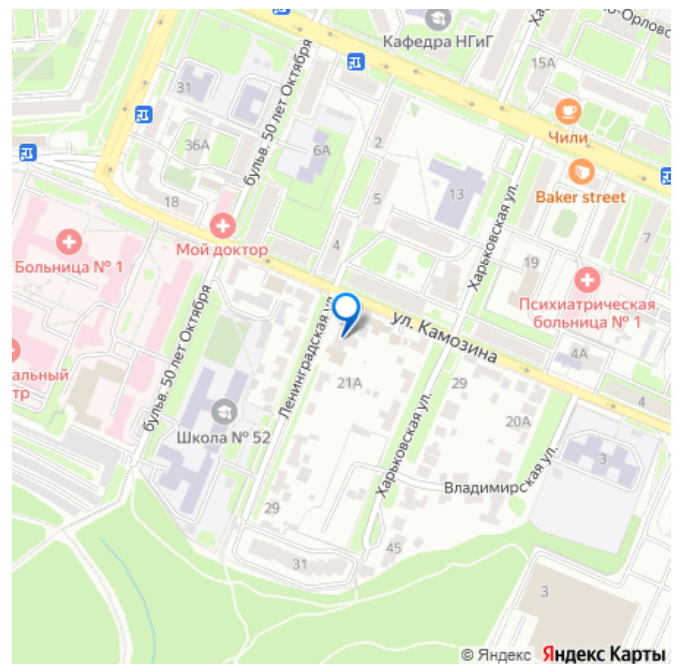 Кафедра НГиГ
15А
31
Чили
36А
6А
2
бульв. 50 лет Октября
5
13
Baker street
18
4
7
Мой доктор
Больница № 1
Харьковская ул.
19
Психиатрическая
больница № 1
ул. Камозина
бульв. 50 лет Октября
Ленинградская ул.
21А
29
4А
4
20А
Школа № 52
Харьковская ул.
3
Владимирская ул.
29
45
31
3
© Яндекс Яндекс Карты